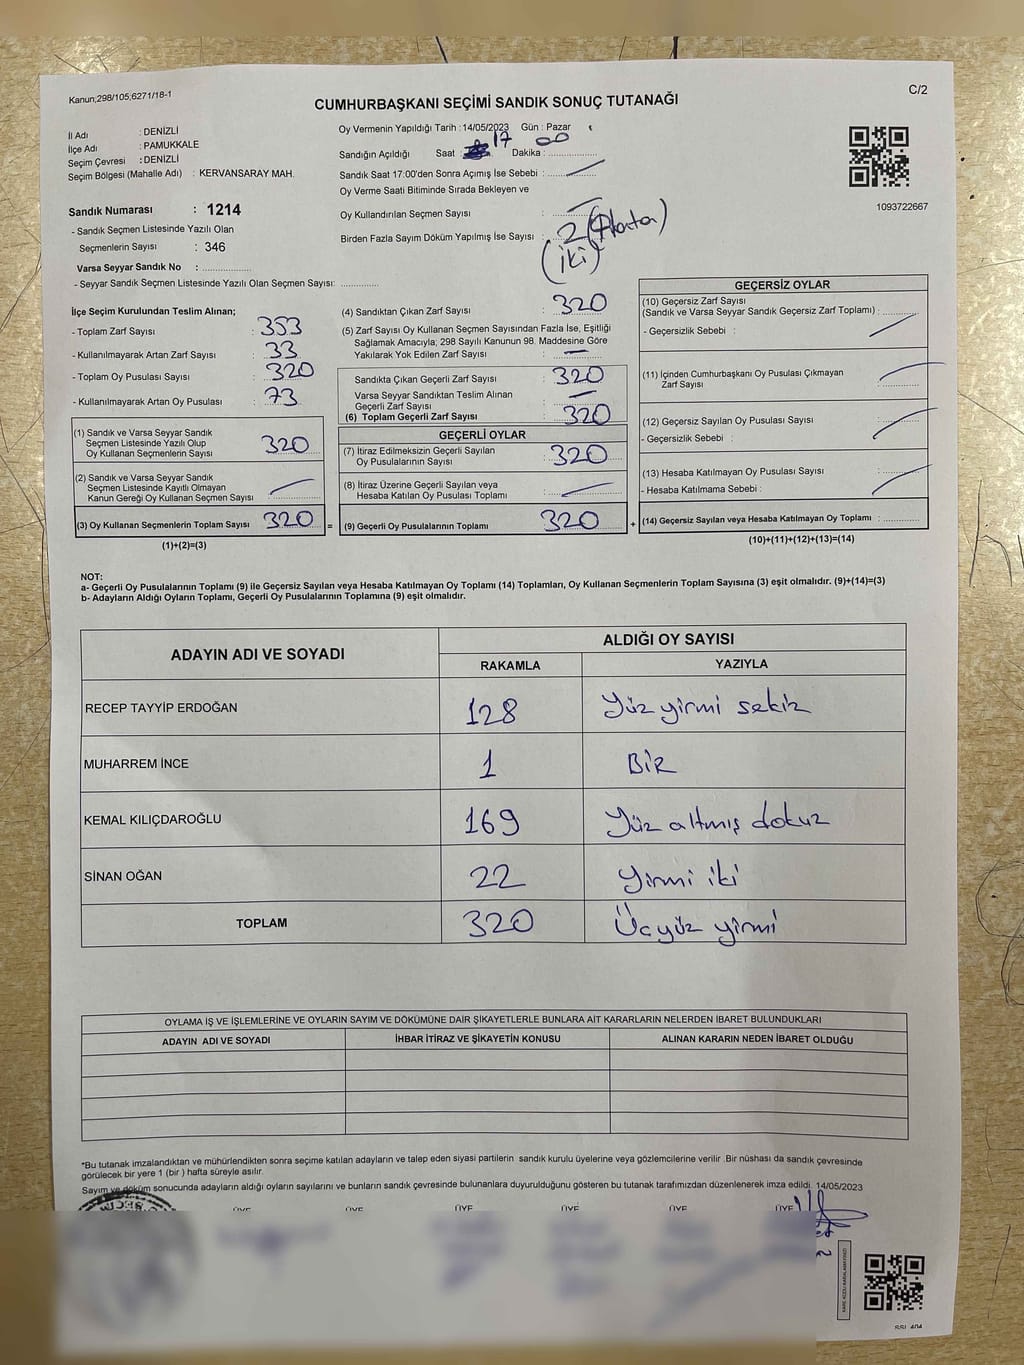 Kanun;298/105;6271/18-1
C/2
CUMHURBAŞKANI SEÇİMİ SANDIK SONUÇ TUTANAĞI
İl Adı : DENİZLİ
İlçe Adı : PAMUKKALE
Seçim Çevresi : DENİZLİ
Seçim Bölgesi (Mahalle Adı) : KERVANSARAY MAH.
Sandık Numarası : 1214
- Sandık Seçmen Listesinde Yazılı Olan
Seçmenlerin Sayısı : 346
Varsa Seyyar Sandık No : ..................
- Seyyar Sandık Seçmen Listesinde Yazılı Olan Seçmen Sayısı: ..............
Oy Vermenin Yapıldığı Tarih :14/05/2023 Gün : Pazar
Sandığın Açıldığı Saat : 17 Dakika : 00
Sandık Saat 17:00'den Sonra Açımış İse Sebebi :
Oy Verme Saati Bitiminde Sırada Bekleyen ve
Oy Kullandırılan Seçmen Sayısı :
Birden Fazla Sayım Döküm Yapılmış İse Sayısı : 2
(iki)
1093722667
İlçe Seçim Kurulundan Teslim Alınan;
- Toplam Zarf Sayısı : 353
- Kullanılmayarak Artan Zarf Sayısı : 33
- Toplam Oy Pusulası Sayısı : 320
- Kullanılmayarak Artan Oy Pusulası : 73
(1) Sandık ve Varsa Seyyar Sandık
Seçmen Listesinde Yazılı Olup
Oy Kullanan Seçmenlerin Sayısı : 320
(2) Sandık ve Varsa Seyyar Sandık
Seçmen Listesinde Kayıtlı Olmayan
Kanun Gereği Oy Kullanan Seçmen Sayısı :
(3) Oy Kullanan Seçmenlerin Toplam Sayısı : 320
(1)+(2)=(3)
=
(4) Sandıktan Çıkan Zarf Sayısı : 320
(5) Zarf Sayısı Oy Kullanan Seçmen Sayısından Fazla İse, Eşitliği
Sağlamak Amacıyla; 298 Sayılı Kanunun 98. Maddesine Göre
Yakılarak Yok Edilen Zarf Sayısı :
Sandıkta Çıkan Geçerli Zarf Sayısı : 320
Varsa Seyyar Sandıktan Teslim Alınan
Geçerli Zarf Sayısı :
(6) Toplam Geçerli Zarf Sayısı : 320
GEÇERLİ OYLAR
(7) İtiraz Edilmeksizin Geçerli Sayılan
Oy Pusulalarının Sayısı : 320
(8) İtiraz Üzerine Geçerli Sayılan veya
Hesaba Katılan Oy Pusulası Toplamı :
(9) Geçerli Oy Pusulalarının Toplamı : 320
+
GEÇERSİZ OYLAR
(10) Geçersiz Zarf Sayısı
(Sandık ve Varsa Seyyar Sandık Geçersiz Zarf Toplamı) :
- Geçersizlik Sebebi :
(11) İçinden Cumhurbaşkanı Oy Pusulası Çıkmayan
Zarf Sayısı :
(12) Geçersiz Sayılan Oy Pusulası Sayısı :
- Geçersizlik Sebebi :
(13) Hesaba Katılmayan Oy Pusulası Sayısı :
- Hesaba Katılmama Sebebi :
(14) Geçersiz Sayılan veya Hesaba Katılmayan Oy Toplamı : ..............
(10)+(11)+(12)+(13)=(14)
NOT:
a- Geçerli Oy Pusulalarının Toplamı (9) ile Geçersiz Sayılan veya Hesaba Katılmayan Oy Toplamı (14) Toplamları, Oy Kullanan Seçmenlerin Toplam Sayısına (3) eşit olmalıdır. (9)+(14)=(3)
b- Adayların Aldığı Oyların Toplamı, Geçerli Oy Pusulalarının Toplamına (9) eşit olmalıdır.
ADAYIN ADI VE SOYADI ALDIĞI OY SAYISI
RAKAMLA YAZIYLA
RECEP TAYYİP ERDOĞAN 128 Yüz yirmi sekiz
MUHARREM İNCE 1 BİR
KEMAL KILIÇDAROĞLU 169 Yüz altmış dokuz
SİNAN OĞAN 22 Yirmi iki
TOPLAM 320 Üçyüz yirmi
OYLAMA İŞ VE İŞLEMLERİNE VE OYLARIN SAYIM VE DÖKÜMÜNE DAİR ŞİKAYETLERLE BUNLARA AİT KARARLARIN NELERDEN İBARET BULUNDUKLARI
ADAYIN ADI VE SOYADI İHBAR İTİRAZ VE ŞİKAYETİN KONUSU ALINAN KARARIN NEDEN İBARET OLDUĞU
*Bu tutanak imzalandıktan ve mühürlendikten sonra seçime katılan adayların ve talep eden siyasi partilerin sandık kurulu üyelerine veya gözlemcilerine verilir .Bir nüshası da sandık çevresinde
görülecek bir yere 1 (bir ) hafta süreyle asılır.
Sayım ve döküm sonucunda adayların aldığı oyların sayılarını ve bunların sandık çevresinde bulunanlara duyurulduğunu gösteren bu tutanak tarafımızdan düzenlenerek imza edildi. 14/05/2023
ÜYE ÜYE ÜYE ÜYE ÜYE ÜYE